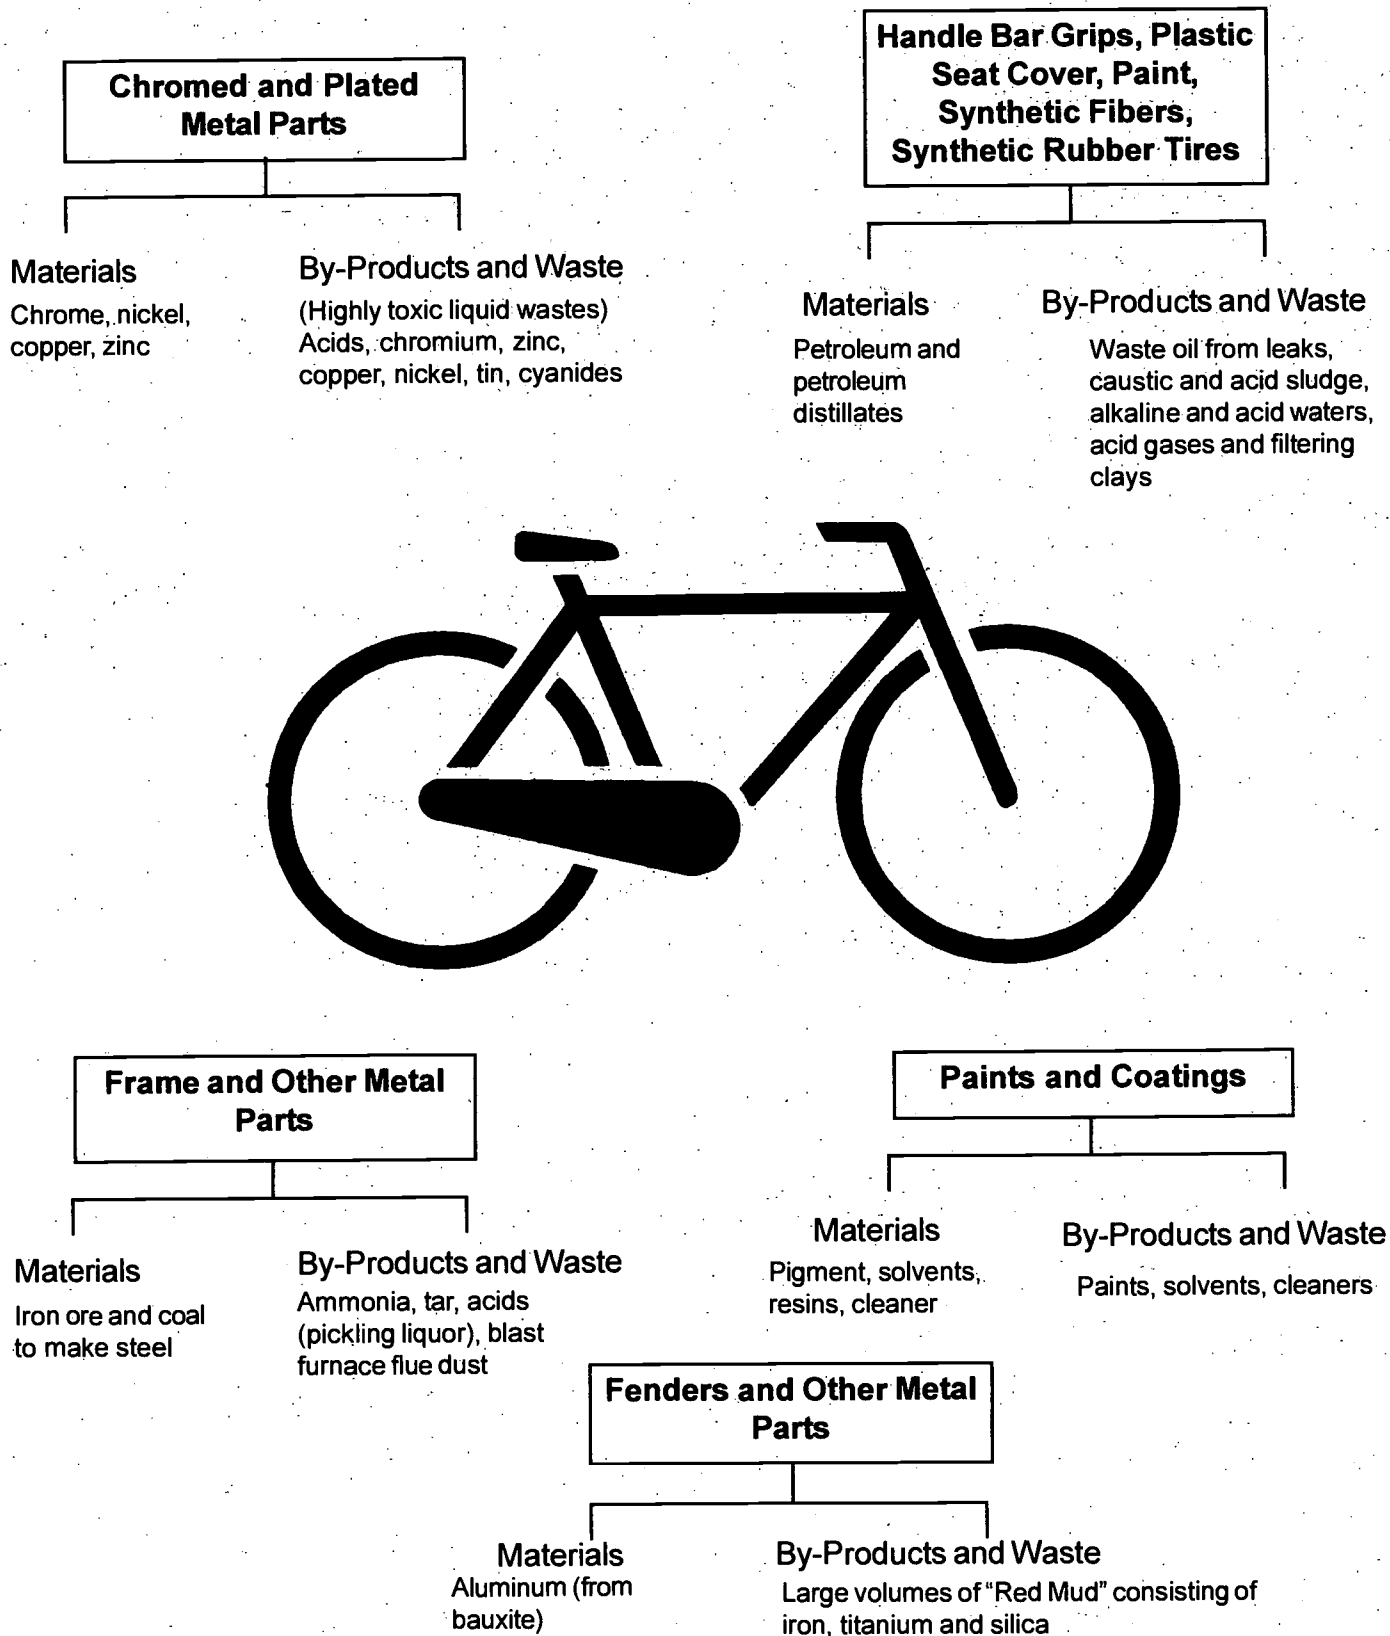 Chromed and Plated
Metal Parts
Materials
Chrome, nickel,
copper, zinc
By-Products and Waste
(Highly toxic liquid wastes)
Acids, chromium, zinc,
copper, nickel, tin, cyanides
Handle Bar Grips, Plastic
Seat Cover, Paint,
Synthetic Fibers,
Synthetic Rubber Tires
Materials
Petroleum and
petroleum
distillates
By-Products and Waste
Waste oil from leaks,
caustic and acid sludge,
alkaline and acid waters,
acid gases and filtering
clays
Frame and Other Metal
Parts
Materials
Iron ore and coal
to make steel
By-Products and Waste
Ammonia, tar, acids
(pickling liquor), blast
furnace flue dust
Paints and Coatings
Materials
Pigment, solvents,
resins, cleaner
By-Products and Waste
Paints, solvents, cleaners
Fenders and Other Metal
Parts
Materials
Aluminum (from
bauxite)
By-Products and Waste
Large volumes of “Red Mud” consisting of
iron, titanium and silica